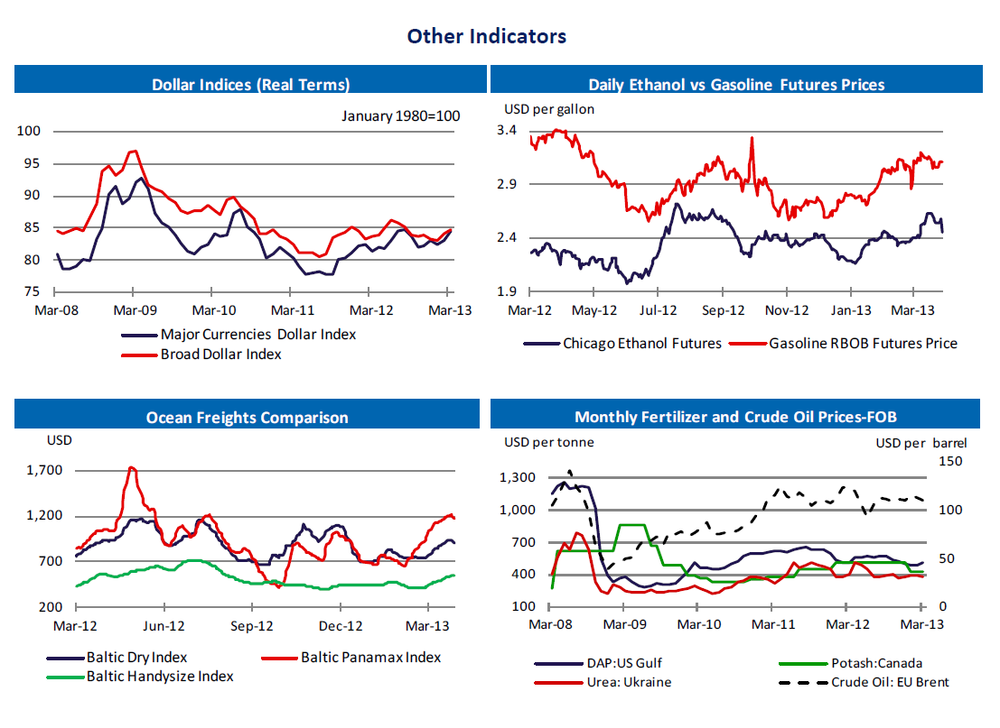 Other Indicators
Dollar Indices (Real Terms)
January 1980=100
100
95
90
85
80
75
Mar-08 Mar-09 Mar-10 Mar-11 Mar-12 Mar-13
Major Currencies Dollar Index
Broad Dollar Index
Daily Ethanol vs Gasoline Futures Prices
USD per gallon
3.4
2.9
2.4
1.9
Mar-12 May-12 Jul-12 Sep-12 Nov-12 Jan-13 Mar-13
Chicago Ethanol Futures Gasoline RBOB Futures Price
Ocean Freights Comparison
USD
1,700
1,200
700
200
Mar-12 Jun-12 Sep-12 Dec-12 Mar-13
Baltic Dry Index Baltic Panamax Index
Baltic Handysize Index
Monthly Fertilizer and Crude Oil Prices-FOB
USD per tonne USD per barrel
150
1,300
1,000 100
700
400 50
100 0
Mar-08 Mar-09 Mar-10 Mar-11 Mar-12 Mar-13
DAP:US Gulf Potash:Canada
Urea: Ukraine Crude Oil: EU Brent